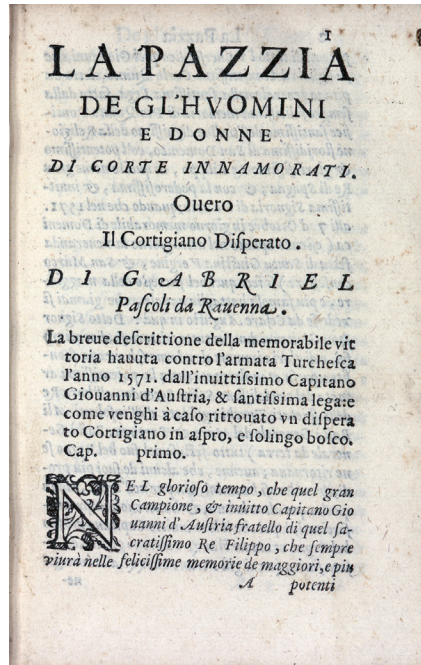 1
LA PAZZIA
DE GL'HVOMINI
E DONNE
DI CORTE INNAMORATI.
Ouero
Il Cortigiano Diſperato.
DI GABRIEL
Paſcoli da Rauenna.
La breue deſcrittione della memorabile vit
toria hauuta contro l'armata Turcheſca
l'anno 1571. dall'inuittiſſimo Capitano
Giouanni d'Auſtria, & ſantiſſima lega: e
come venghi à caſo ritrouato vn diſpera
to Cortigiano in aſpro, e ſolingo boſco.
Cap. primo.
NEL glorioſo tempo, che quel gran
Campione, & inuitto Capitano Gio
uanni d'Auſtria fratello di quel ſa-
cratiſſimo Re Filippo, che ſempre
viurà nelle feliciſſime memorie de maggiori, e piu
A potenti